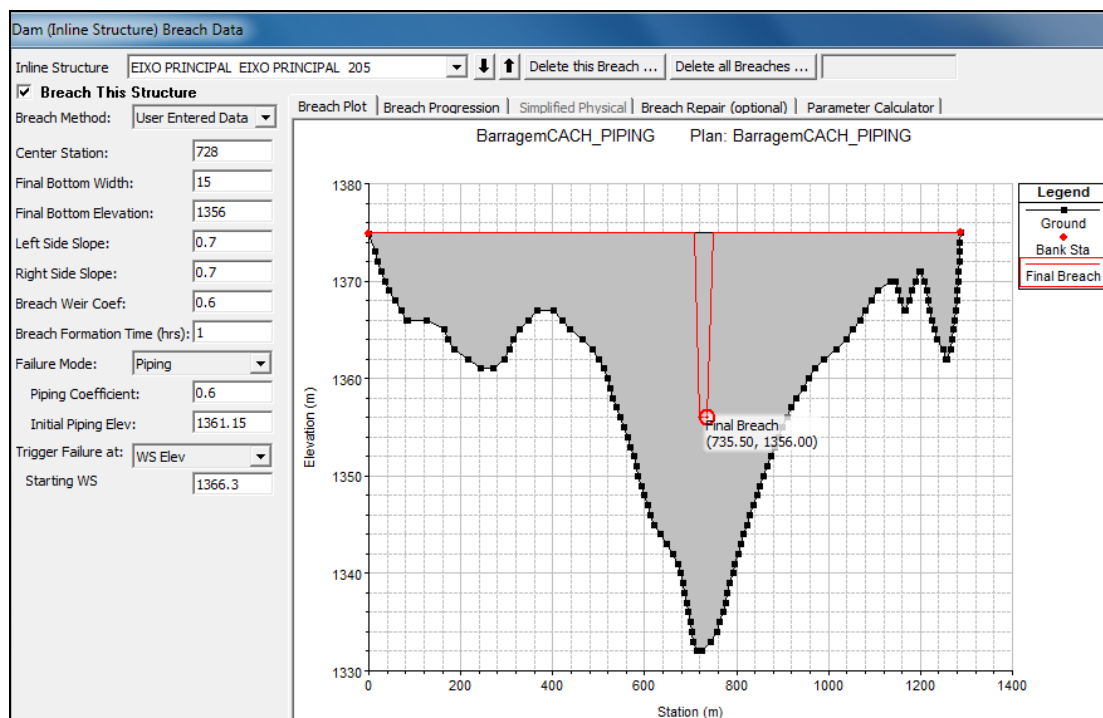 Dam (Inline Structure) Breach Data
Inline Structure EIXO PRINCIPAL EIXO PRINCIPAL 205 Delete this Breach ... Delete all Breaches ...
Breach This Structure
Breach Method: User Entered Data
Center Station: 728
Final Bottom Width: 15
Final Bottom Elevation: 1356
Left Side Slope: 0.7
Right Side Slope: 0.7
Breach Weir Coef: 0.6
Breach Formation Time (hrs): 1
Failure Mode: Piping
Piping Coefficient: 0.6
Initial Piping Elev: 1361.15
Trigger Failure at: WS Elev
Starting WS 1366.3
Breach Plot Breach Progression Simplified Physical Breach Repair (optional) Parameter Calculator
BarragemCACH_PIPING Plan: BarragemCACH_PIPING
1380
1370
1360
1350
1340
1330
Elevation (m)
Final Breach
(735.50, 1356.00)
0 200 400 600 800 1000 1200 1400
Station (m)
Legend
Ground
Bank Sta
Final Breach